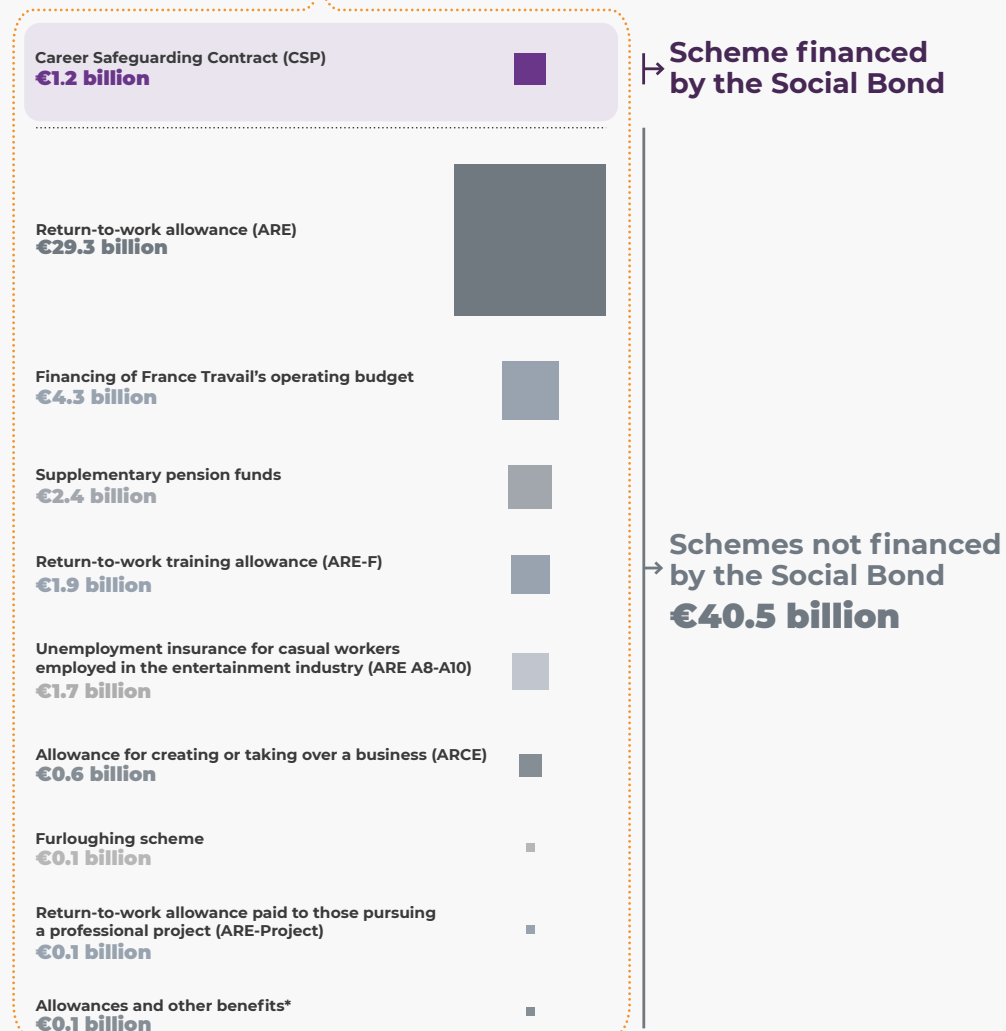 Career Safeguarding Contract (CSP)
€1.2 billion
Scheme financed
by the Social Bond
Return-to-work allowance (ARE)
€29.3 billion
Financing of France Travail’s operating budget
€4.3 billion
Supplementary pension funds
€2.4 billion
Return-to-work training allowance (ARE-F)
€1.9 billion
Schemes not financed
by the Social Bond
€40.5 billion
Unemployment insurance for casual workers
employed in the entertainment industry (ARE A8-A10)
€1.7 billion
Allowance for creating or taking over a business (ARCE)
€0.6 billion
Furloughing scheme
€0.1 billion
Return-to-work allowance paid to those pursuing
a professional project (ARE-Project)
€0.1 billion
Allowances and other benefits*
€0.1 billion